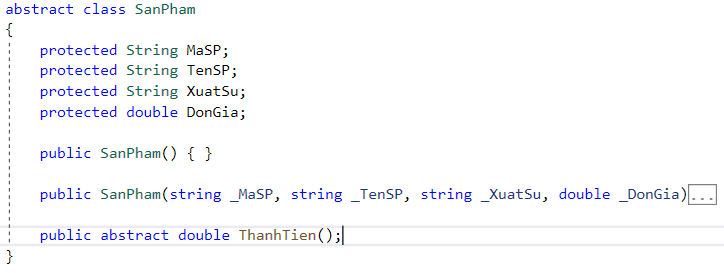 abstract class SanPham
{
protected String MaSP;
protected String TenSP;
protected String XuatSu;
protected double DonGia;
public SanPham() { }
public SanPham(string _MaSP, string _TenSP, string _XuatSu, double _DonGia)...
public abstract double ThanhTien();
}